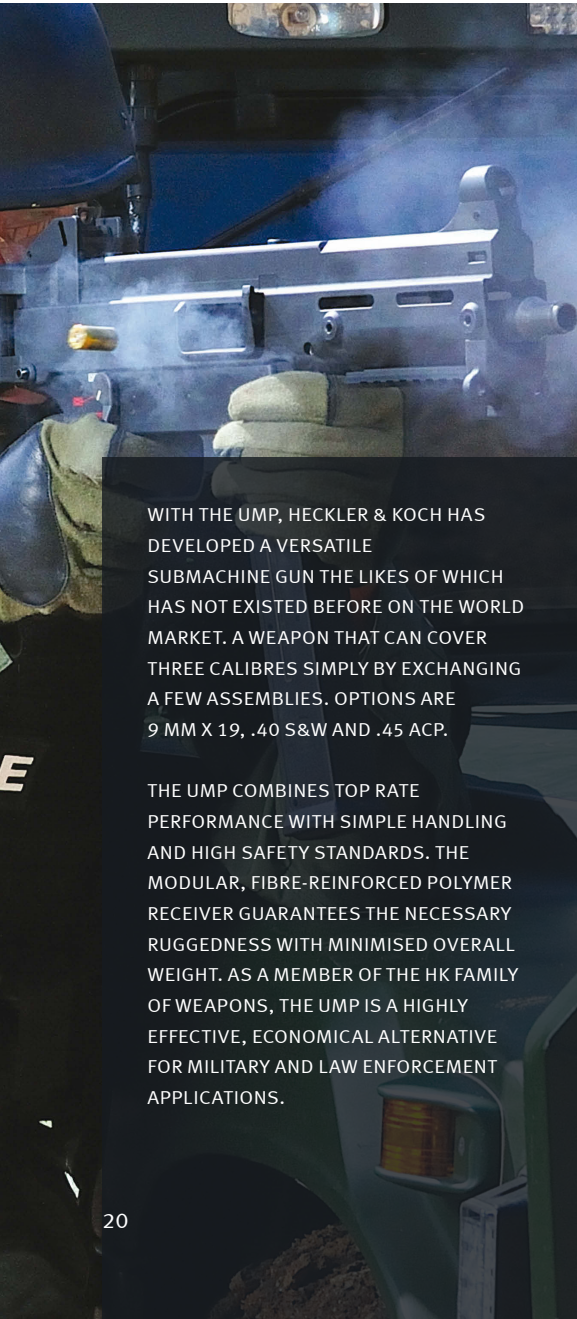 WITH THE UMP, HECKLER & KOCH HAS
DEVELOPED A VERSATILE
SUBMACHINE GUN THE LIKES OF WHICH
HAS NOT EXISTED BEFORE ON THE WORLD
MARKET. A WEAPON THAT CAN COVER
THREE CALIBRES SIMPLY BY EXCHANGING
A FEW ASSEMBLIES. OPTIONS ARE
9 MM X 19, .40 S&W AND .45 ACP.
E
THE UMP COMBINES TOP RATE
PERFORMANCE WITH SIMPLE HANDLING
AND HIGH SAFETY STANDARDS. THE
MODULAR, FIBRE-REINFORCED POLYMER
RECEIVER GUARANTEES THE NECESSARY
RUGGEDNESS WITH MINIMISED OVERALL
WEIGHT. AS A MEMBER OF THE HK FAMILY
OF WEAPONS, THE UMP IS A HIGHLY
EFFECTIVE, ECONOMICAL ALTERNATIVE
FOR MILITARY AND LAW ENFORCEMENT
APPLICATIONS.
20